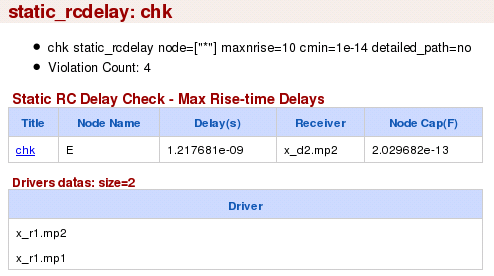 static_rcdelay: chk
● chk static_rcdelay node=["*"] maxnrise=10 cmin=1e-14 detailed_path=no
● Violation Count: 4
Static RC Delay Check - Max Rise-time Delays
Title Node Name Delay(s) Receiver Node Cap(F)
chk E 1.217681e-09 x_d2.mp2 2.029682e-13
Drivers datas: size=2
Driver
x_r1.mp2
x_r1.mp1